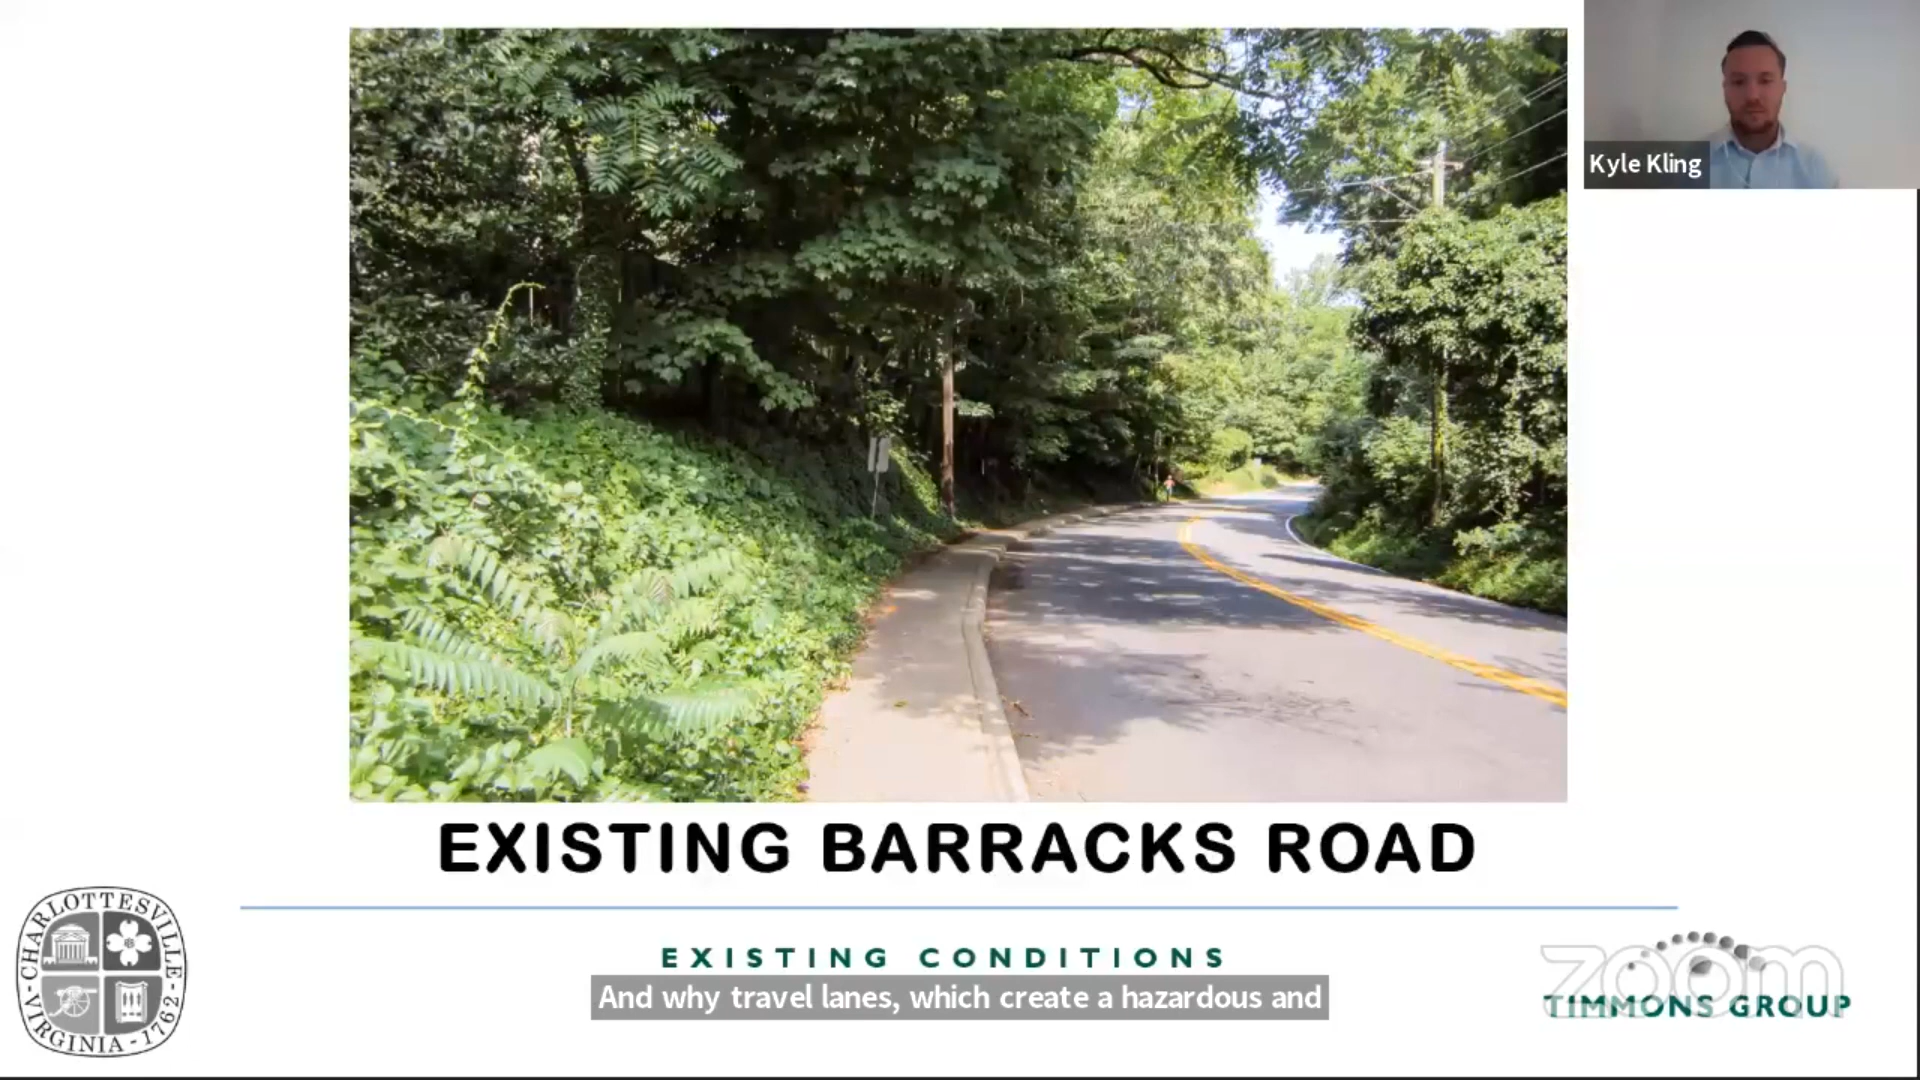 Kyle Kling
EXISTING BARRACKS ROAD
EXISTING CONDITIONS
And why travel lanes, which create a hazardous and
CHARLOTTESVILLE
VIRGINIA - 1762
zoom
TIMMONS GROUP